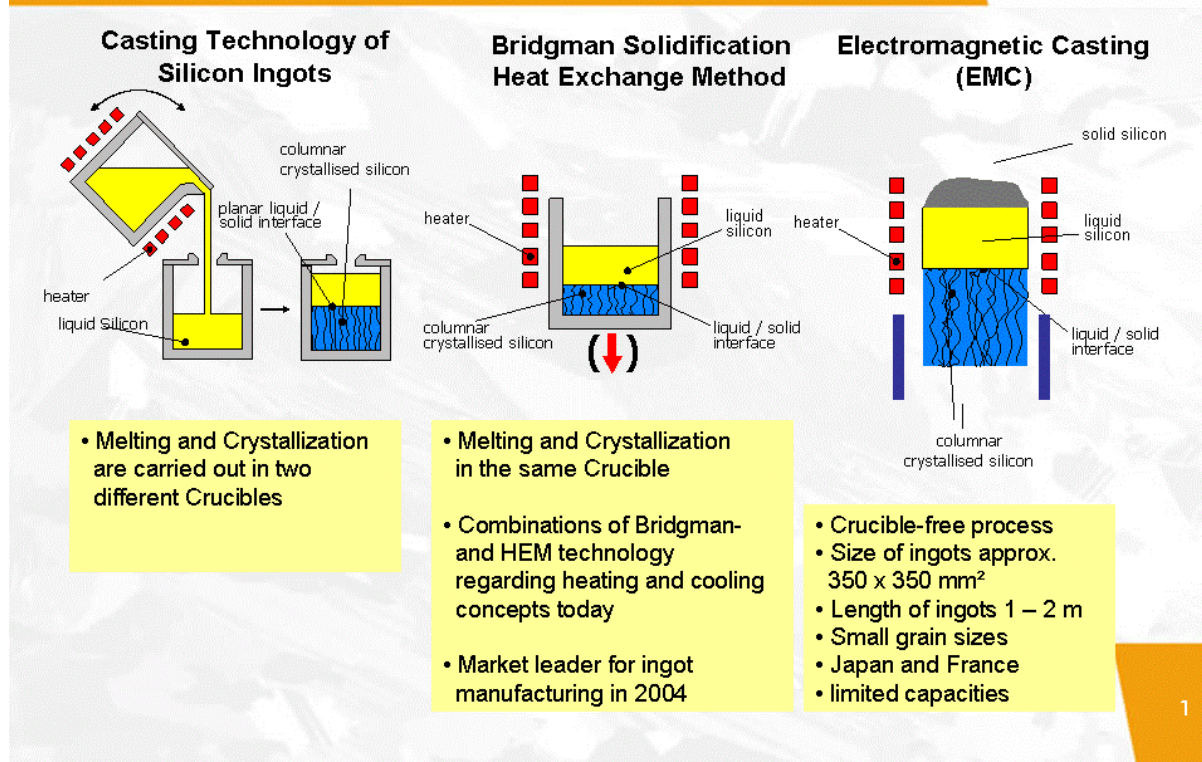 Casting Technology of
Silicon Ingots
columnar
crystallised silicon
planar liquid /
solid interface
heater
liquid Silicon
• Melting and Crystallization
are carried out in two
different Crucibles
Bridgman Solidification
Heat Exchange Method
heater
liquid
silicon
columnar
crystallised silicon
liquid / solid
interface
( )
• Melting and Crystallization
in the same Crucible
• Combinations of Bridgman-
and HEM technology
regarding heating and cooling
concepts today
• Market leader for ingot
manufacturing in 2004
Electromagnetic Casting
(EMC)
solid silicon
heater
liquid
silicon
liquid / solid
interface
columnar
crystallised silicon
• Crucible-free process
• Size of ingots approx.
350 x 350 mm²
• Length of ingots 1 – 2 m
• Small grain sizes
• Japan and France
• limited capacities
1